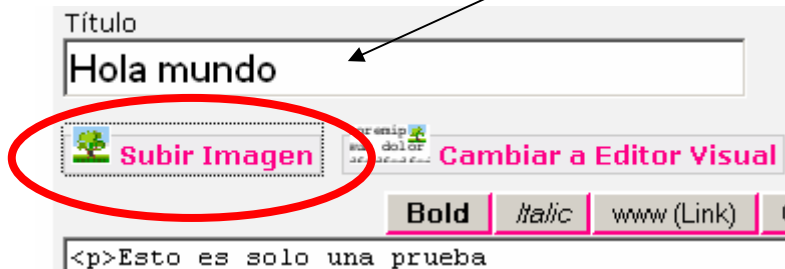 Título
Hola mundo
Subir Imagen Cambiar a Editor Visual
Bold Italic www (Link)
<p>Esto es solo una prueba